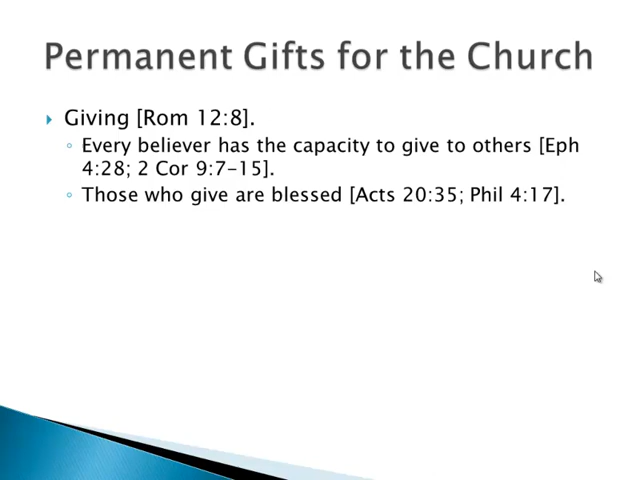 Permanent Gifts for the Church
Giving [Rom 12:8].
Every believer has the capacity to give to others [Eph
4:28; 2 Cor 9:7-15].
Those who give are blessed [Acts 20:35; Phil 4:17].